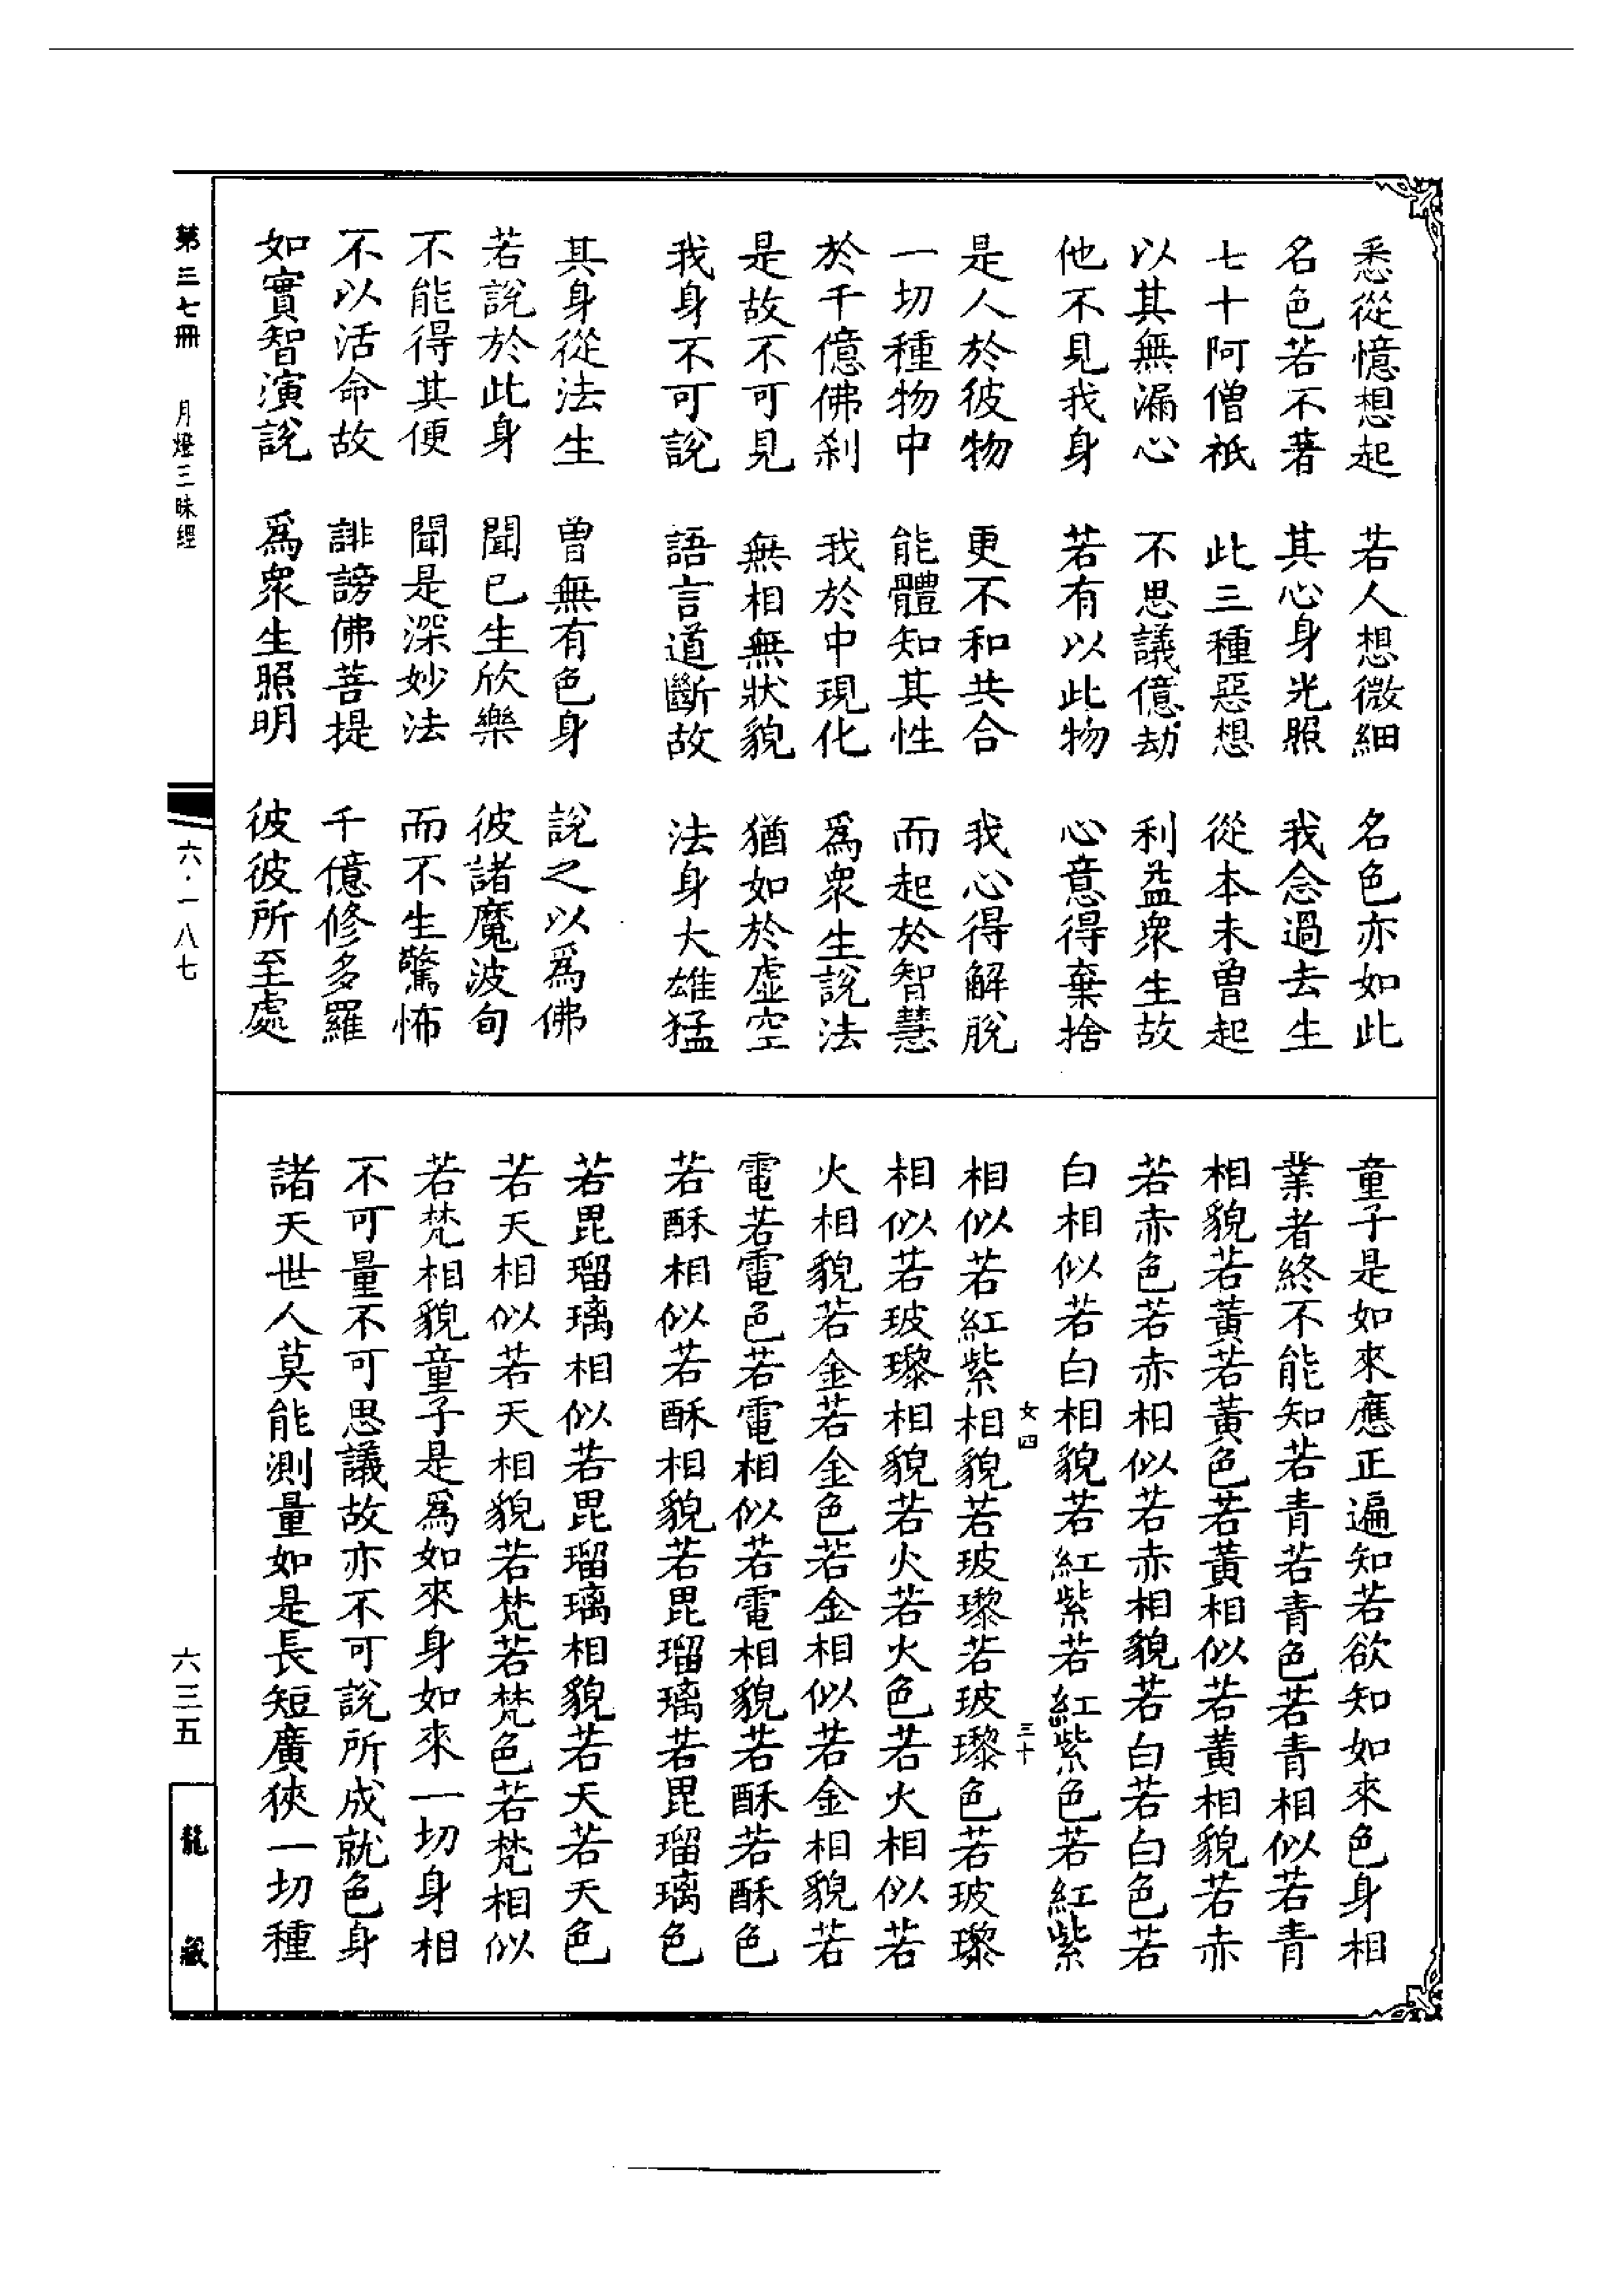 悉從憶想起　若人想微細　名色亦如此
名色若不著　其心身光照　我念過去生
七十阿僧祇　此三種惡想　從本未曾起
以其無漏心　不思議億劫　利益衆生故
他不見我身　若有以此物　心意得棄捨
是人於彼物　更不和共合　我心得解脫
一切種物中　能體知其性　而起於智慧
於千億佛剎　我於中現化　爲衆生說法
是故不可見　無相無狀貌　猶如於虛空
我身不可說　語言道斷故　法身大雄猛
其身從法生　曾無有色身　說之以爲佛
若說於此身　聞已生欣樂　彼諸魔波旬
不能得其便　聞是深妙法　而不生驚怖
不以活命故　誹謗佛菩提　千億修多羅
如實智演說　爲衆生照明　彼彼所至處
童子是如來應正遍知若欲知如來色身相
業者終不能知若青若青色若青相似若青
相貌若黃若黃色若黃相似若黃相貌若赤
若赤色若赤相似若赤相貌若白若白色若
白相似若白相貌若紅紫若紅紫色若紅紫
女四　三十
相似若紅紫相貌若玻瓈若玻瓈色若玻瓈
相似若玻瓈相貌若火若火色若火相似若
火相貌若金若金色若金相似若金相貌若
電若電色若電相似若電相貌若酥若酥色
若酥相似若酥相貌若毘瑠璃若毘瑠璃色
若毘瑠璃相似若毘瑠璃相貌若天若天色
若天相似若天相貌若梵若梵色若梵相似
若梵相貌童子是爲如來身如來一切身相
不可量不可思議故亦不可說所成就色身
諸天世人莫能測量如是長短廣狹一切種
第三七冊　月燈三昧經
六・一八七
六三五
龍藏